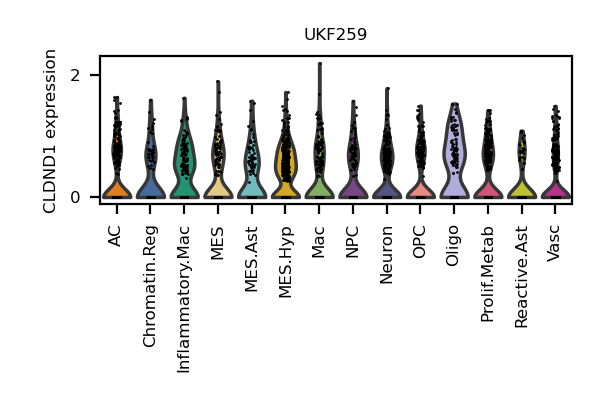 UKF259
CLDND1 expression
2
0
AC
Chromatin.Reg
Inflammatory.Mac
MES
MES.Ast
MES.Hyp
Mac
NPC
Neuron
OPC
Oligo
Prolif.Metab
Reactive.Ast
Vasc